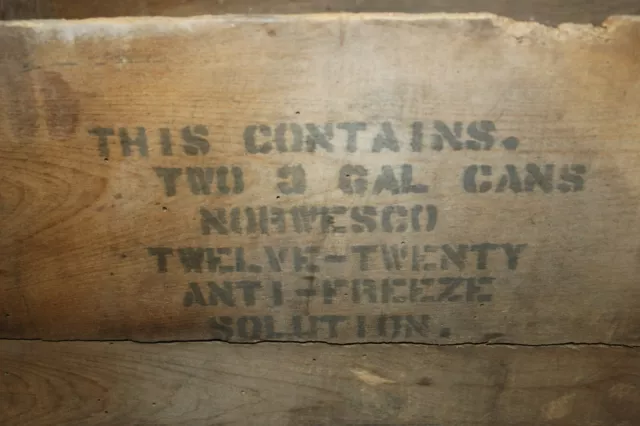 THIS CONTAINS.
TWO 3 GAL CANS
NORWESCO
TWELVE-TWENTY
ANTI-FREEZE
SOLUTION.